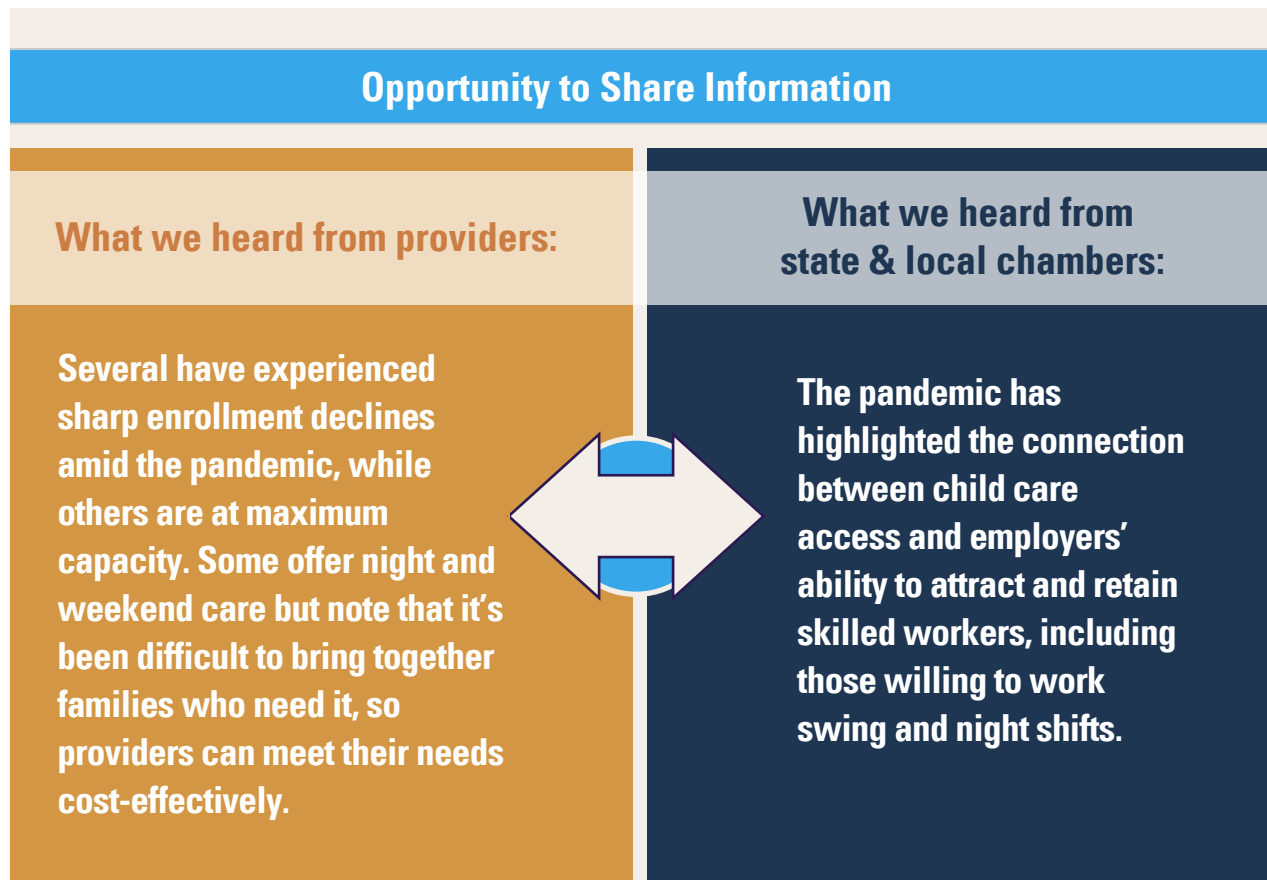 Opportunity to Share Information
What we heard from providers:
Several have experienced
sharp enrollment declines
amid the pandemic, while
others are at maximum
capacity. Some offer night and
weekend care but note that it’s
been difficult to bring together
families who need it, so
providers can meet their needs
cost-effectively.
What we heard from
state & local chambers:
The pandemic has
highlighted the connection
between child care
access and employers’
ability to attract and retain
skilled workers, including
those willing to work
swing and night shifts.